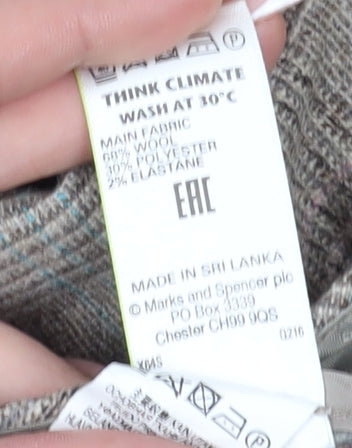 THINK CLIMATE
WASH AT 30°C
MAIN FABRIC
68% WOOL
30% POLYESTER
2% ELASTANE
EAC
MADE IN SRI LANKA
© Marks and Spencer plc
PO Box 3339
Chester CH99 9QS
0216
X64S